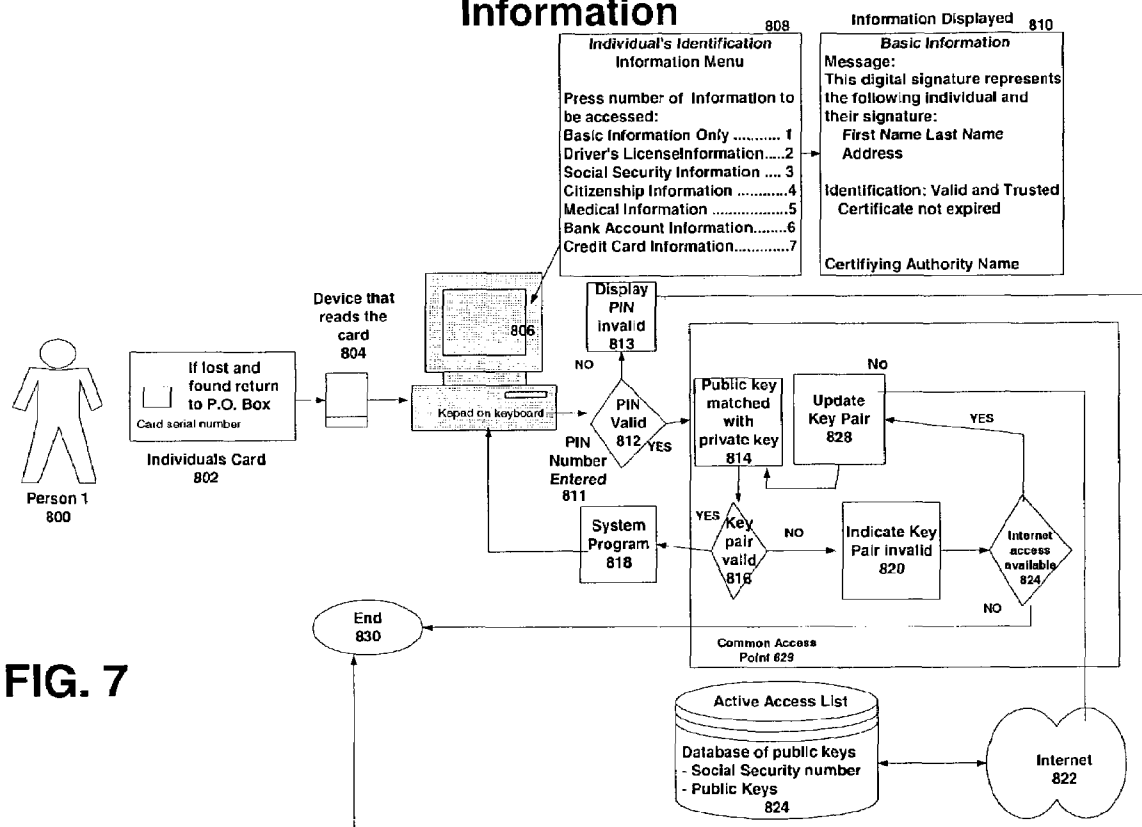 Information
808
Individual's Identification
Information Menu
Press number of Information to
be accessed:
Basic Information Only ........... 1
Driver's LicenseInformation.....2
Social Security Information .... 3
Citizenship Information ............4
Medical Information ..................5
Bank Account Information........6
Credit Card Information.............7
Information Displayed 810
Basic Information
Message:
This digital signature represents
the following individual and
their signature:
First Name Last Name
Address
Identification: Valid and Trusted
Certificate not expired
Certifiying Authority Name
Person 1
800
If lost and
found return
to P.O. Box
Card serial number
Individuals Card
802
Device that
reads the
card
804
806
Kepad on keyboard
Display
PIN
invalid
813
NO
PIN
Valid
812
YES
PIN
Number
Entered
811
Public key
matched
with
private key
814
No
Update
Key Pair
828
YES
YES
Key
pair
valid
816
NO
System
Program
818
Indicate Key
Pair invalid
820
Internet
access
available
824
NO
End
830
Common Access
Point 629
FIG. 7
Active Access List
Database of public keys
- Social Security number
- Public Keys
824
Internet
822